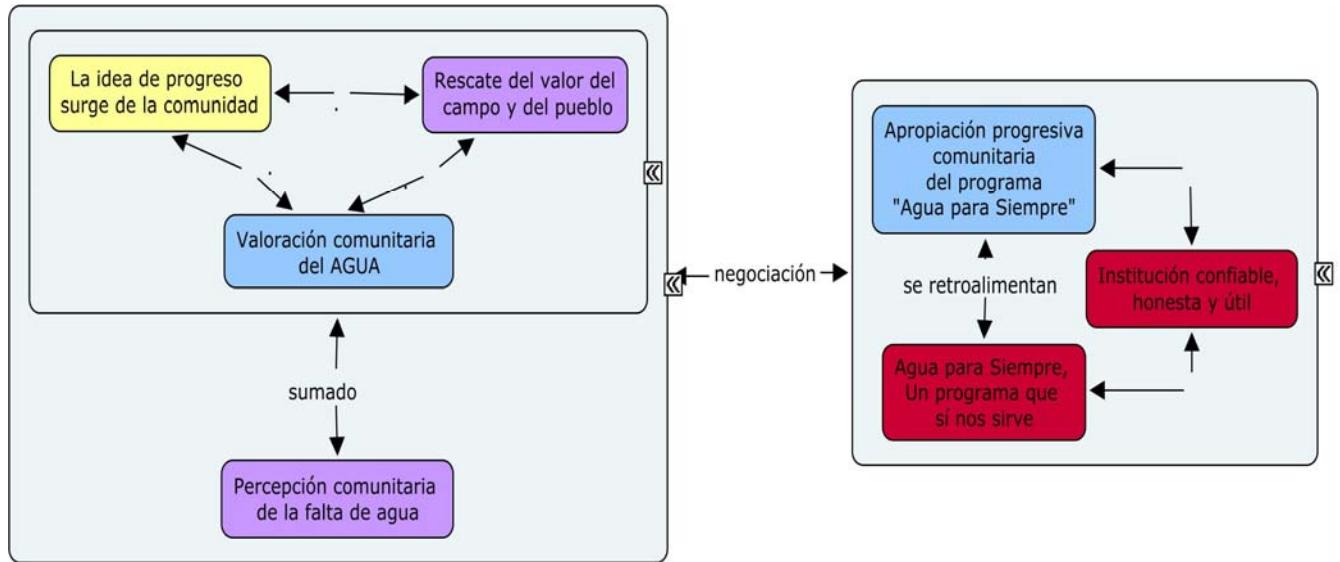 La idea de progreso
surge de la comunidad
Rescate del valor del
campo y del pueblo
Valoración comunitaria
del AGUA
sumado
Percepción comunitaria
de la falta de agua
negociación
Apropiación progresiva
comunitaria
del programa
"Agua para Siempre"
se retroalimentan
Institución confiable,
honesta y útil
Agua para Siempre,
Un programa que
sí nos sirve